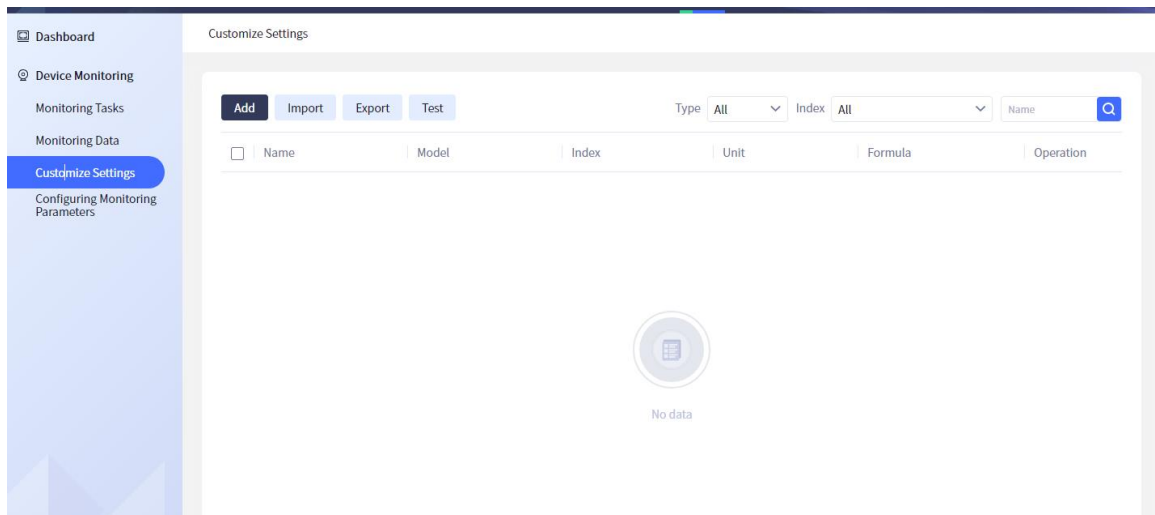 Dashboard
Customize Settings
Device Monitoring
Monitoring Tasks
Monitoring Data
Customize Settings
Configuring Monitoring
Parameters
Add Import Export Test Type All Index All Name
Name Model Index Unit Formula Operation
No data